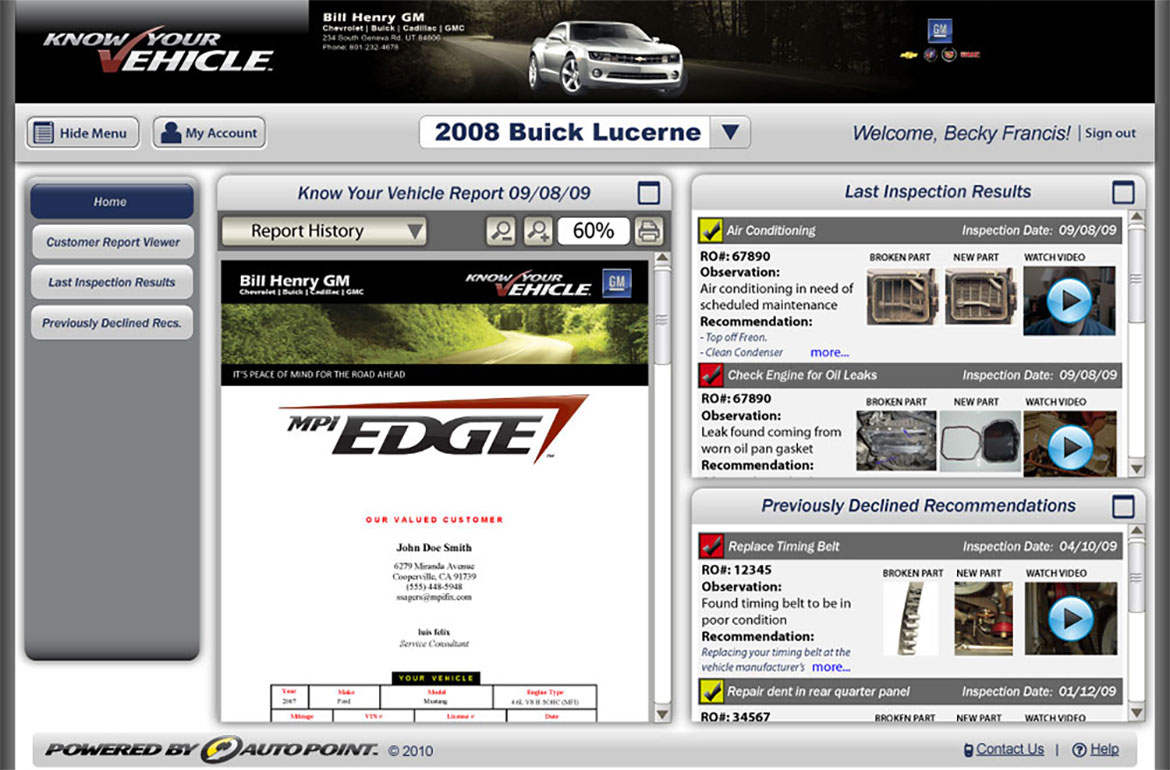 KNOW YOUR
VEHICLE.
Bill Henry GM
Chevrolet | Buick | Cadillac | GMC
234 South Geneva Rd. UT 84606
Phone: 801-232-4678
GM
Hide Menu
My Account
2008 Buick Lucerne
Welcome, Becky Francis! | Sign out
Home
Customer Report Viewer
Last Inspection Results
Previously Declined Recs.
Know Your Vehicle Report 09/08/09
Report History
60%
Bill Henry GM
Chevrolet | Buick | Cadillac | GMC
KNOW YOUR
VEHICLE.
GM
IT'S PEACE OF MIND FOR THE ROAD AHEAD
MPI EDGE™
OUR VALUED CUSTOMER
John Doe Smith
6279 Miranda Avenue
Cooperville, CA 91739
(555) 448-5948
ssagers@mpifix.com
luis felix
Service Consultant
YOUR VEHICLE
Year Make Model Engine Type
2007 Ford Mustang 4.6L V8 H SOHC (MFI)
Mileage VIN # License # Date
Last Inspection Results
Air Conditioning Inspection Date: 09/08/09
RO#: 67890 BROKEN PART NEW PART WATCH VIDEO
Observation:
Air conditioning in need of
scheduled maintenance
Recommendation:
- Top off Freon.
- Clean Condenser more...
Check Engine for Oil Leaks Inspection Date: 09/08/09
RO#: 67890 BROKEN PART NEW PART WATCH VIDEO
Observation:
Leak found coming from
worn oil pan gasket
Recommendation:
Previously Declined Recommendations
Replace Timing Belt Inspection Date: 04/10/09
RO#: 12345 BROKEN PART NEW PART WATCH VIDEO
Observation:
Found timing belt to be in
poor condition
Recommendation:
Replacing your timing belt at the
vehicle manufacturer's more...
Repair dent in rear quarter panel Inspection Date: 01/12/09
RO#: 34567 BROKEN PART NEW PART WATCH VIDEO
POWERED BY AUTOPOINT. © 2010
Contact Us | Help